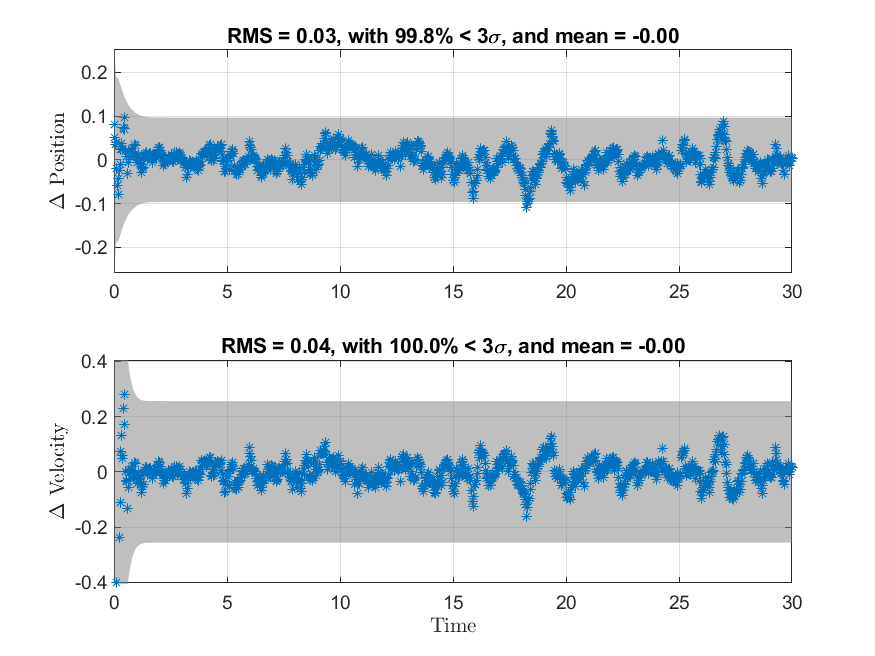 RMS = 0.03, with 99.8% < 3σ, and mean = -0.00
0.2
0.1
0
-0.1
-0.2
Δ Position
0 5 10 15 20 25 30
RMS = 0.04, with 100.0% < 3σ, and mean = -0.00
0.4
0.2
0
-0.2
-0.4
Δ Velocity
0 5 10 15 20 25 30
Time